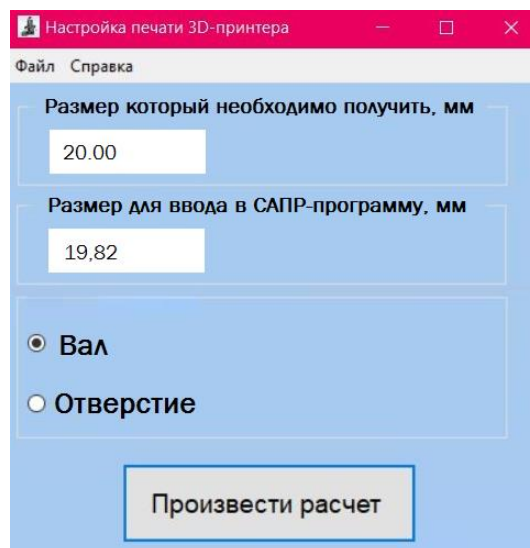 Настройка печати 3D-принтера
Файл Справка
Размер который необходимо получить, мм
20.00
Размер для ввода в САПР-программу, мм
19,82
Вал
Отверстие
Произвести расчет